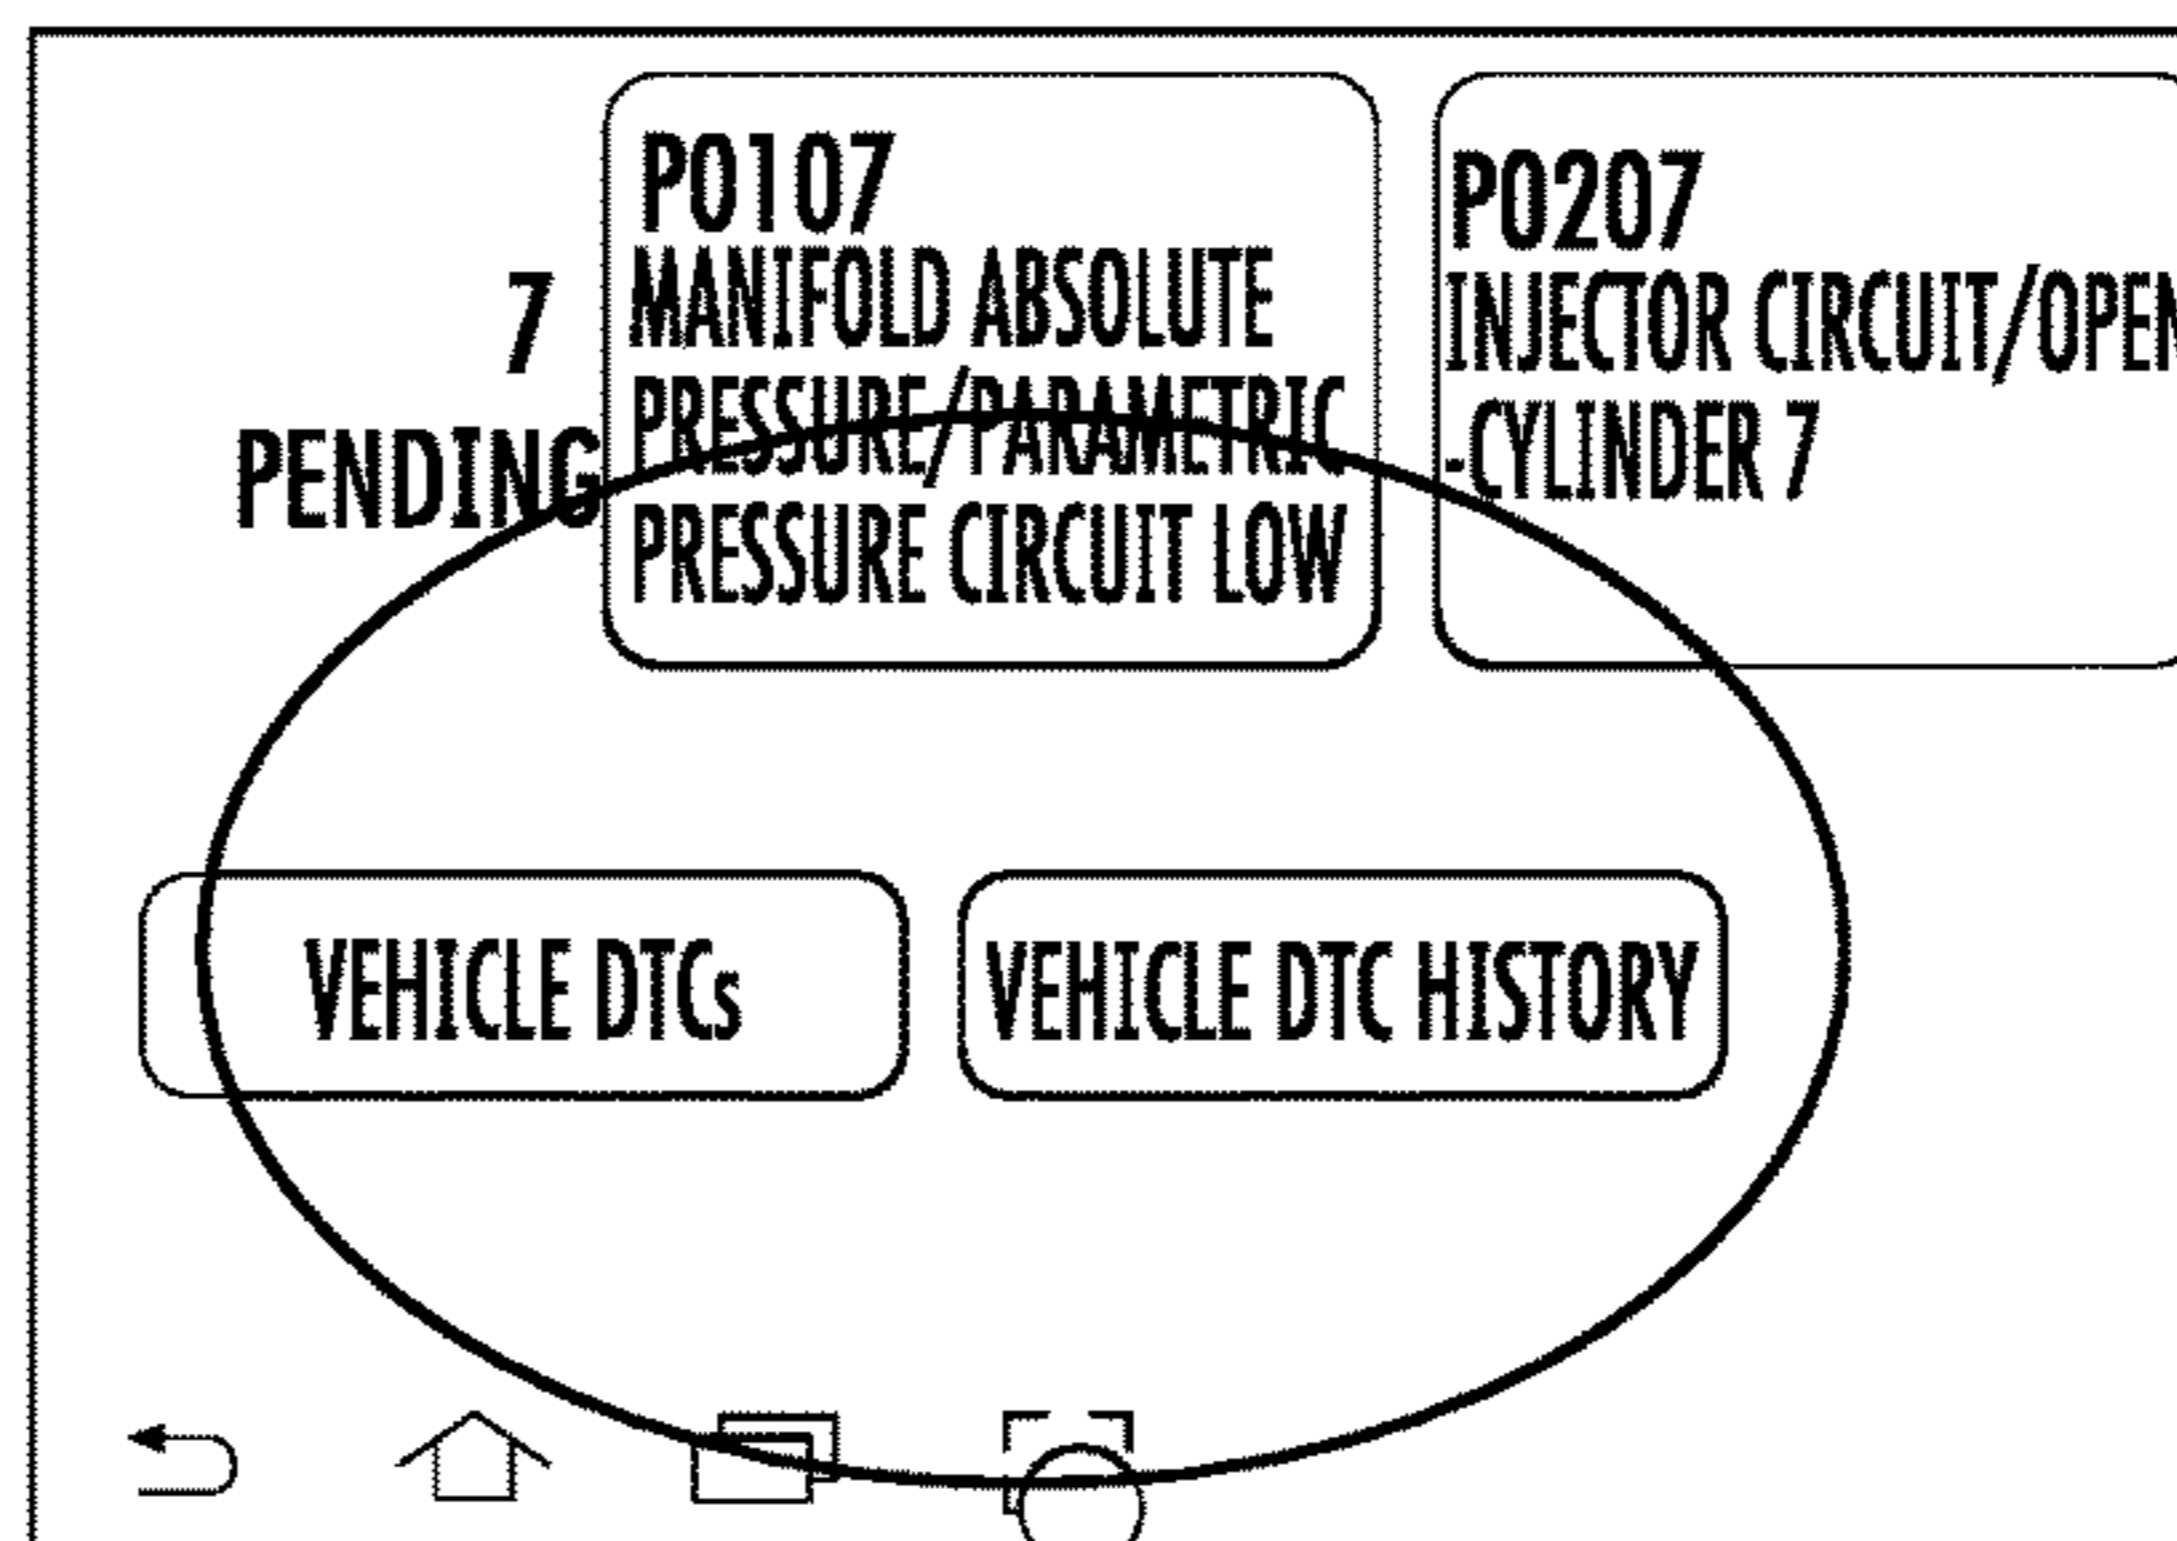 7
PENDING
P0107
MANIFOLD ABSOLUTE
PRESSURE/PARAMETRIC
PRESSURE CIRCUIT LOW
P0207
INJECTOR CIRCUIT/OPEN
-CYLINDER 7
VEHICLE DTCs
VEHICLE DTC HISTORY